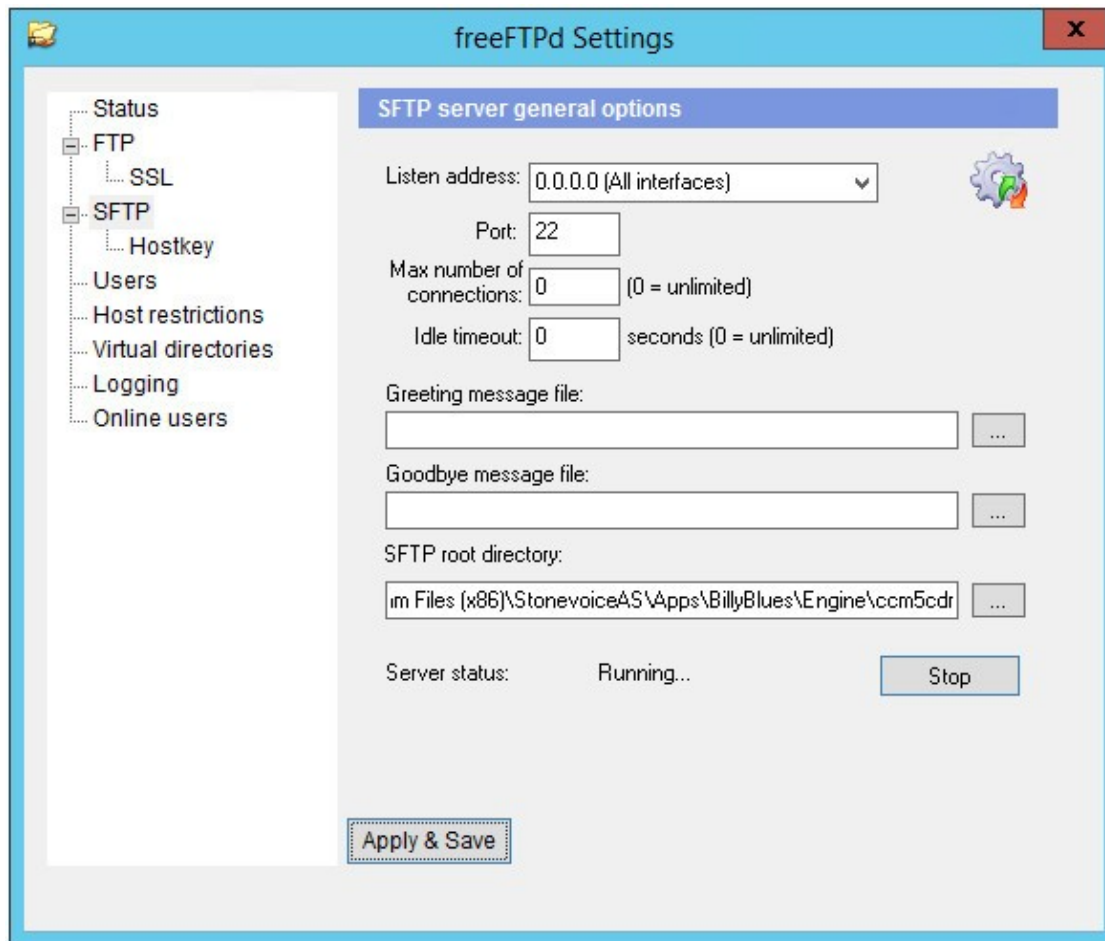 freeFTPd Settings
x
Status
FTP
SSL
SFTP
Hostkey
Users
Host restrictions
Virtual directories
Logging
Online users
SFTP server general options
Listen address: 0.0.0.0 (All interfaces)
Port: 22
Max number of
connections: 0 (0 = unlimited)
Idle timeout: 0 seconds (0 = unlimited)
Greeting message file:
...
Goodbye message file:
...
SFTP root directory:
m Files (x86)\StonevoiceAS\Apps\BillyBlues\Engine\ccm5cdr ...
Server status: Running... Stop
Apply & Save